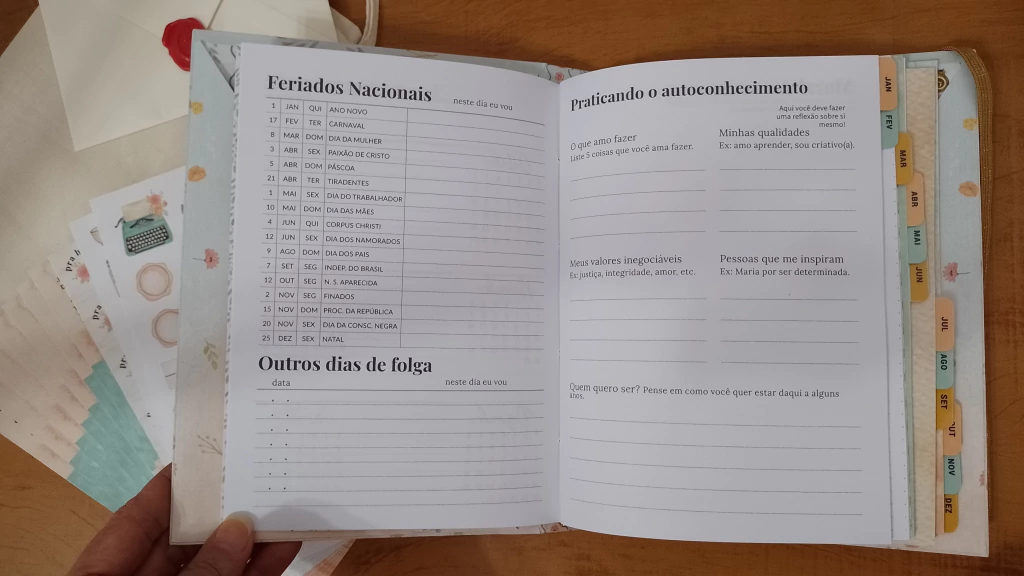 Feriados Nacionais neste dia eu vou
1 JAN QUI ANO NOVO
17 FEV TER CARNAVAL
8 MAR DOM DIA DA MULHER
3 ABR SEX PAIXÃO DE CRISTO
5 ABR DOM PÁSCOA
21 ABR TER TIRADENTES
1 MAI SEX DIA DO TRABALHADOR
10 MAI DOM DIA DAS MÃES
4 JUN QUI CORPUS CHRISTI
12 JUN SEX DIA DOS NAMORADOS
9 AGO DOM DIA DOS PAIS
7 SET SEG INDEP. DO BRASIL
12 OUT SEG N. S. APARECIDA
2 NOV SEG FINADOS
15 NOV DOM PROC. DA REPÚBLICA
20 NOV SEX DIA DA CONSC. NEGRA
25 DEZ SEX NATAL
Outros dias de folga
data neste dia eu vou
Praticando o autoconhecimento
Aqui você deve fazer
uma reflexão sobre si
mesmo!
O que amo fazer
Liste 5 coisas que você ama fazer.
Minhas qualidades
Ex: amo aprender, sou criativo(a).
Meus valores inegociáveis
Ex: justiça, integridade, amor, etc.
Pessoas que me inspiram
Ex: Maria por ser determinada.
Quem quero ser? Pense em como você quer estar daqui a alguns
anos.
JAN
FEV
MAR
ABR
MAI
JUN
JUL
AGO
SET
UT
NOV
DEZ
pra
pra